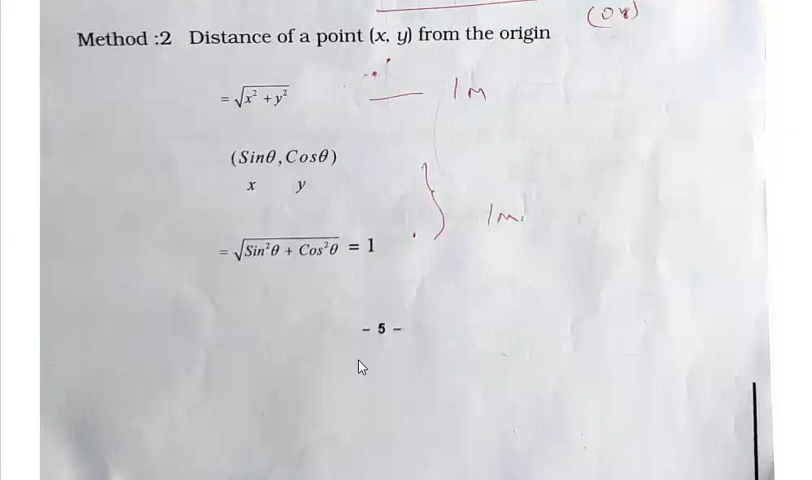 (OR)
Method :2 Distance of a point (x, y) from the origin
= √x² + y²
1M
(Sinθ, Cosθ)
x y
1M
= √Sin²θ + Cos²θ = 1
– 5 –